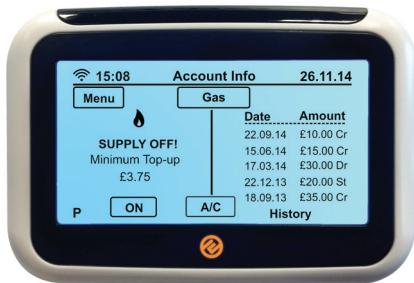 15:08 Account Info 26.11.14
Menu Gas
Date Amount
22.09.14 £10.00 Cr
SUPPLY OFF! 15.06.14 £15.00 Cr
Minimum Top-up 17.03.14 £30.00 Dr
£3.75 22.12.13 £20.00 St
18.09.13 £35.00 Cr
P ON A/C History